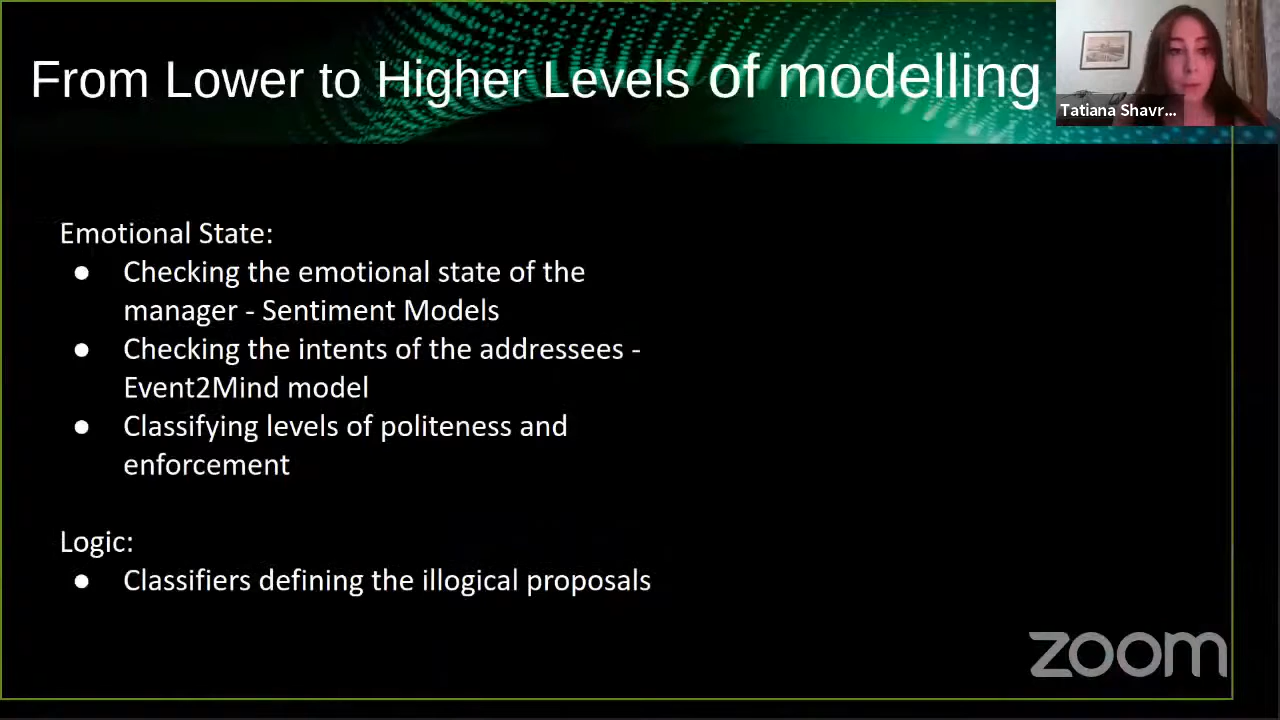 From Lower to Higher Levels of modelling
Tatiana Shavr...
Emotional State:
● Checking the emotional state of the
manager - Sentiment Models
● Checking the intents of the addressees -
Event2Mind model
● Classifying levels of politeness and
enforcement
Logic:
● Classifiers defining the illogical proposals
zoom